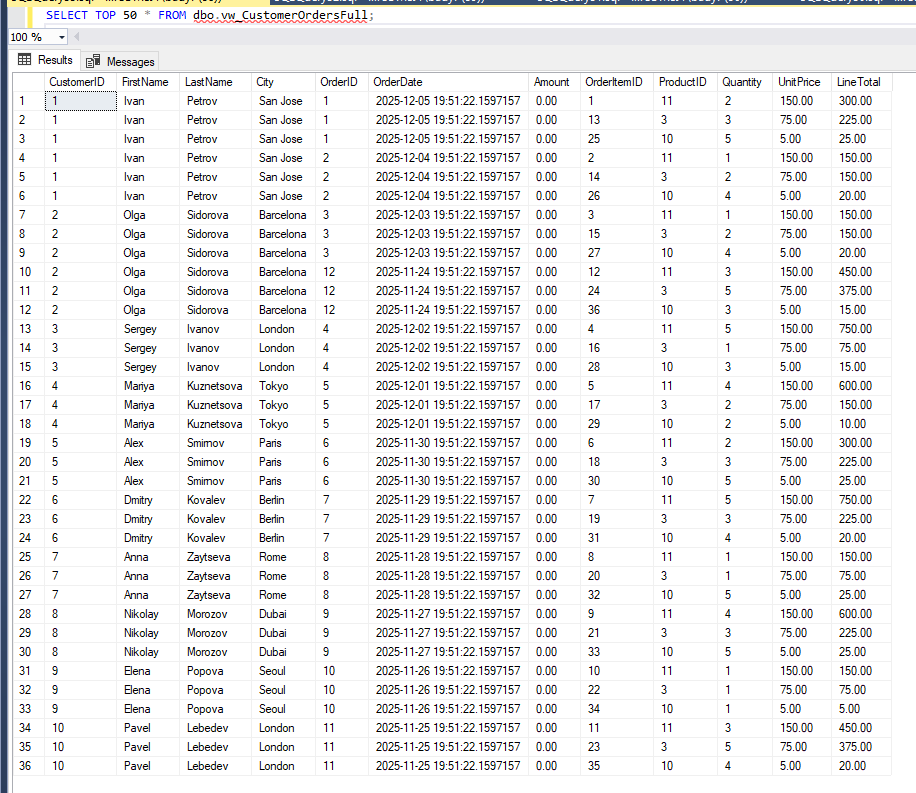 SELECT TOP 50 * FROM dbo.vw_CustomerOrdersFull;
100 %
Results Messages
CustomerID FirstName LastName City OrderID OrderDate Amount OrderItemID ProductID Quantity UnitPrice LineTotal
1 1 Ivan Petrov San Jose 1 2025-12-05 19:51:22.1597157 0.00 1 11 2 150.00 300.00
2 1 Ivan Petrov San Jose 1 2025-12-05 19:51:22.1597157 0.00 13 3 3 75.00 225.00
3 1 Ivan Petrov San Jose 1 2025-12-05 19:51:22.1597157 0.00 25 10 5 5.00 25.00
4 1 Ivan Petrov San Jose 2 2025-12-04 19:51:22.1597157 0.00 2 11 1 150.00 150.00
5 1 Ivan Petrov San Jose 2 2025-12-04 19:51:22.1597157 0.00 14 3 2 75.00 150.00
6 1 Ivan Petrov San Jose 2 2025-12-04 19:51:22.1597157 0.00 26 10 4 5.00 20.00
7 2 Olga Sidorova Barcelona 3 2025-12-03 19:51:22.1597157 0.00 3 11 1 150.00 150.00
8 2 Olga Sidorova Barcelona 3 2025-12-03 19:51:22.1597157 0.00 15 3 2 75.00 150.00
9 2 Olga Sidorova Barcelona 3 2025-12-03 19:51:22.1597157 0.00 27 10 4 5.00 20.00
10 2 Olga Sidorova Barcelona 12 2025-11-24 19:51:22.1597157 0.00 12 11 3 150.00 450.00
11 2 Olga Sidorova Barcelona 12 2025-11-24 19:51:22.1597157 0.00 24 3 5 75.00 375.00
12 2 Olga Sidorova Barcelona 12 2025-11-24 19:51:22.1597157 0.00 36 10 3 5.00 15.00
13 3 Sergey Ivanov London 4 2025-12-02 19:51:22.1597157 0.00 4 11 5 150.00 750.00
14 3 Sergey Ivanov London 4 2025-12-02 19:51:22.1597157 0.00 16 3 1 75.00 75.00
15 3 Sergey Ivanov London 4 2025-12-02 19:51:22.1597157 0.00 28 10 3 5.00 15.00
16 4 Mariya Kuznetsova Tokyo 5 2025-12-01 19:51:22.1597157 0.00 5 11 4 150.00 600.00
17 4 Mariya Kuznetsova Tokyo 5 2025-12-01 19:51:22.1597157 0.00 17 3 2 75.00 150.00
18 4 Mariya Kuznetsova Tokyo 5 2025-12-01 19:51:22.1597157 0.00 29 10 2 5.00 10.00
19 5 Alex Smirnov Paris 6 2025-11-30 19:51:22.1597157 0.00 6 11 2 150.00 300.00
20 5 Alex Smirnov Paris 6 2025-11-30 19:51:22.1597157 0.00 18 3 3 75.00 225.00
21 5 Alex Smirnov Paris 6 2025-11-30 19:51:22.1597157 0.00 30 10 5 5.00 25.00
22 6 Dmitry Kovalev Berlin 7 2025-11-29 19:51:22.1597157 0.00 7 11 5 150.00 750.00
23 6 Dmitry Kovalev Berlin 7 2025-11-29 19:51:22.1597157 0.00 19 3 3 75.00 225.00
24 6 Dmitry Kovalev Berlin 7 2025-11-29 19:51:22.1597157 0.00 31 10 4 5.00 20.00
25 7 Anna Zaytseva Rome 8 2025-11-28 19:51:22.1597157 0.00 8 11 1 150.00 150.00
26 7 Anna Zaytseva Rome 8 2025-11-28 19:51:22.1597157 0.00 20 3 1 75.00 75.00
27 7 Anna Zaytseva Rome 8 2025-11-28 19:51:22.1597157 0.00 32 10 5 5.00 25.00
28 8 Nikolay Morozov Dubai 9 2025-11-27 19:51:22.1597157 0.00 9 11 4 150.00 600.00
29 8 Nikolay Morozov Dubai 9 2025-11-27 19:51:22.1597157 0.00 21 3 3 75.00 225.00
30 8 Nikolay Morozov Dubai 9 2025-11-27 19:51:22.1597157 0.00 33 10 5 5.00 25.00
31 9 Elena Popova Seoul 10 2025-11-26 19:51:22.1597157 0.00 10 11 1 150.00 150.00
32 9 Elena Popova Seoul 10 2025-11-26 19:51:22.1597157 0.00 22 3 1 75.00 75.00
33 9 Elena Popova Seoul 10 2025-11-26 19:51:22.1597157 0.00 34 10 1 5.00 5.00
34 10 Pavel Lebedev London 11 2025-11-25 19:51:22.1597157 0.00 11 11 3 150.00 450.00
35 10 Pavel Lebedev London 11 2025-11-25 19:51:22.1597157 0.00 23 3 5 75.00 375.00
36 10 Pavel Lebedev London 11 2025-11-25 19:51:22.1597157 0.00 35 10 4 5.00 20.00